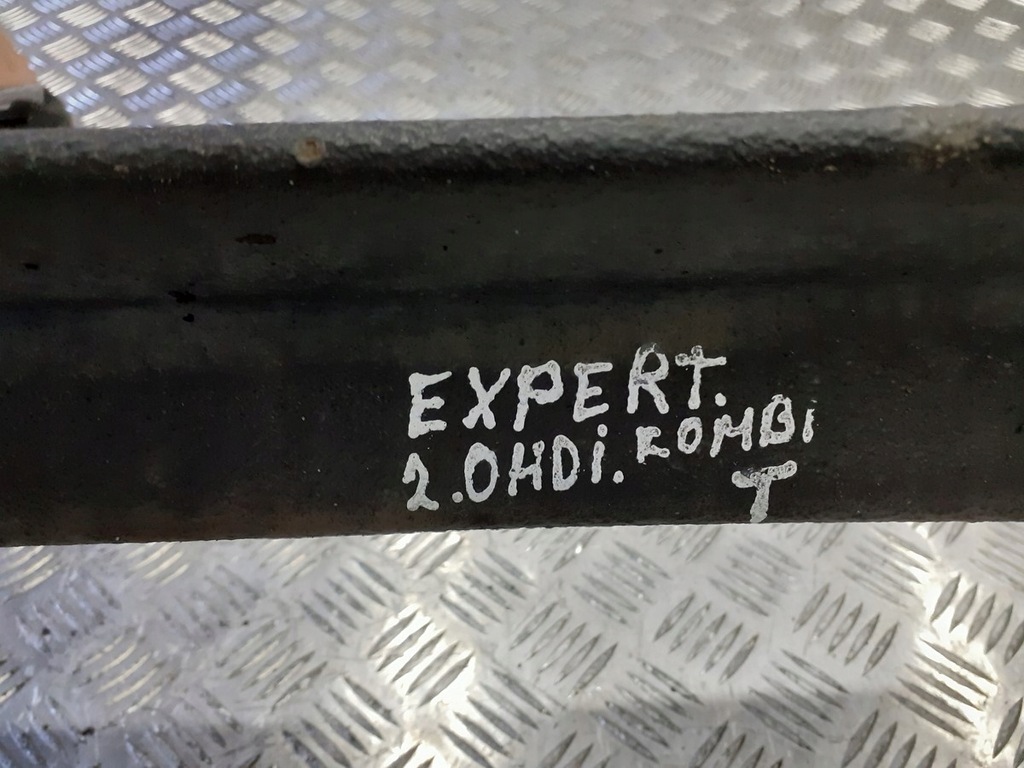 EXPERT.
2.0HDi. KOMBi
T